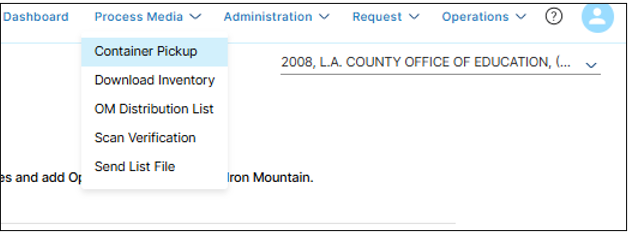 Dashboard Process Media Administration Request Operations ?
Container Pickup
2008, L.A. COUNTY OFFICE OF EDUCATION, (...
Download Inventory
OM Distribution List
Scan Verification
Send List File
es and add Op Iron Mountain.